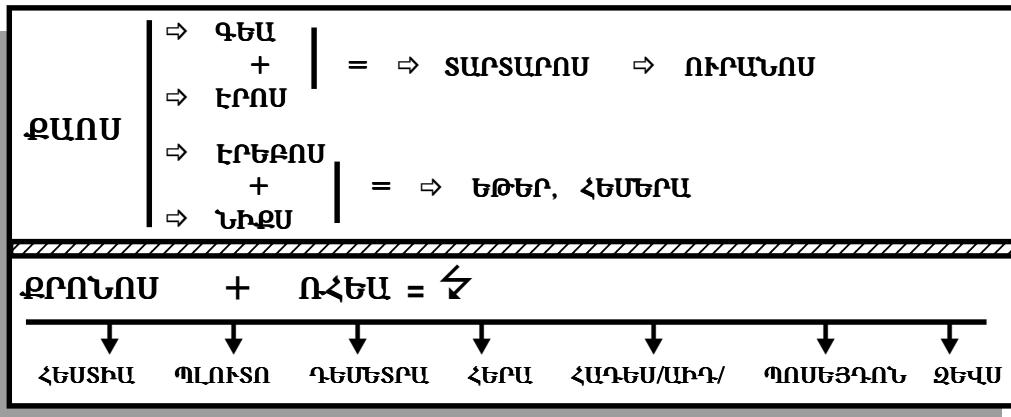 ԳԵԱ
+ = ՏԱՐՏԱՐՈՍ ՈՒՐԱՆՈՍ
ԷՐՈՍ
ՔԱՈՍ
ԷՐԵԲՈՍ
+ = ԵԹԵՐ, ՀԵՄԵՐԱ
ՆԻՔՍ
ՔՐՈՆՈՍ + ՌՀԵԱ =
ՀԵՍՏԻԱ ՊԼՈՒՏՈ ԴԵՄԵՏՐԱ ՀԵՐԱ ՀԱԴԵՍ/ԱԻԴ/ ՊՈՍԵՅԴՈՆ ԶԵՎՍ